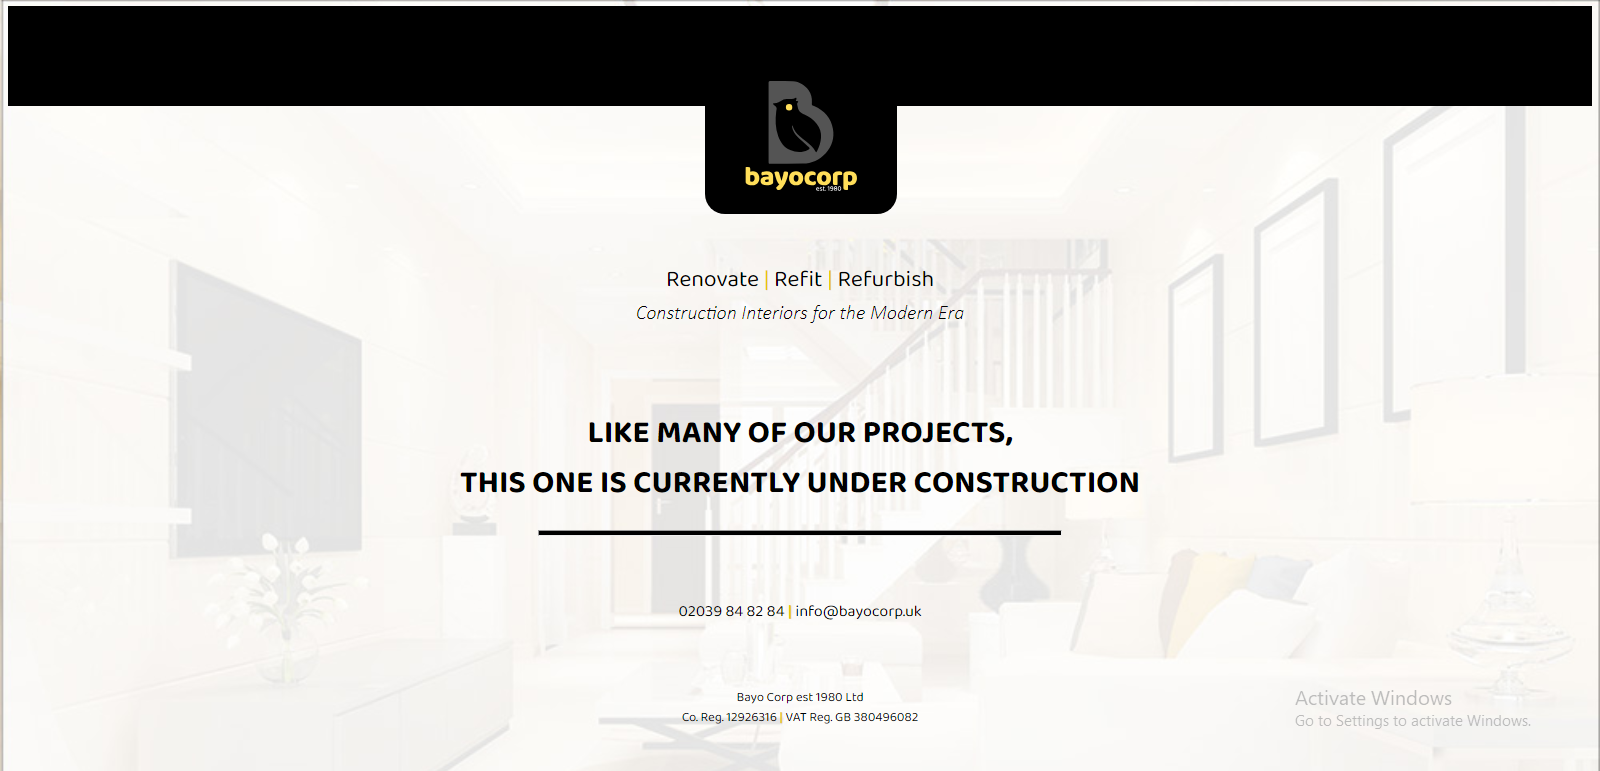 bayocorp
est. 1980
Renovate | Refit | Refurbish
Construction Interiors for the Modern Era
LIKE MANY OF OUR PROJECTS,
THIS ONE IS CURRENTLY UNDER CONSTRUCTION
02039 84 82 84 | info@bayocorp.uk
Bayo Corp est 1980 Ltd
Co. Reg. 12926316 | VAT Reg. GB 380496082
Activate Windows
Go to Settings to activate Windows.